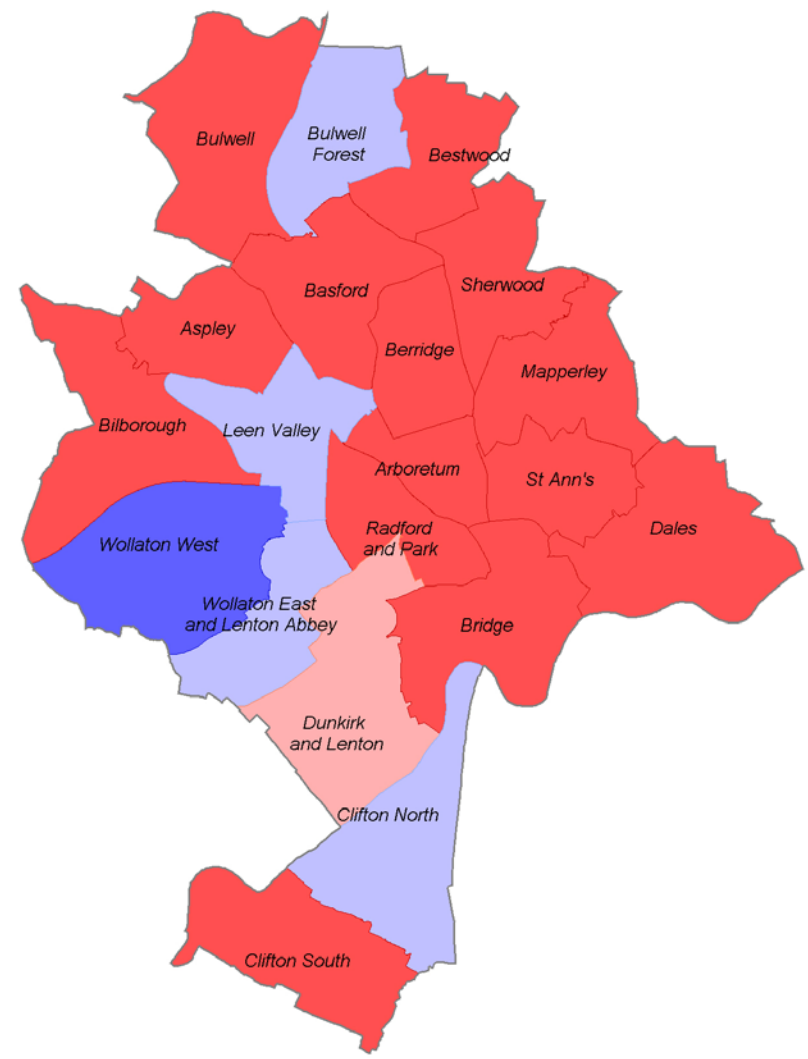 Bulwell
Bulwell
Forest
Bestwood
Basford
Sherwood
Aspley
Berridge
Mapperley
Bilborough
Leen Valley
Arboretum
St Ann's
Radford
and Park
Dales
Wollaton West
Wollaton East
and Lenton Abbey
Bridge
Dunkirk
and Lenton
Clifton North
Clifton South